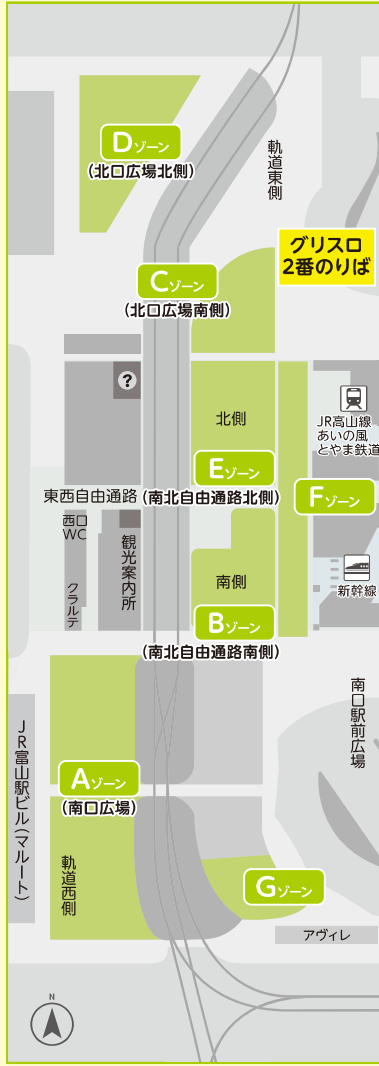 Dゾーン
(北口広場北側)
軌道東側
グリスロ
2番のりば
Cゾーン
(北口広場南側)
?
北側
JR高山線
あいの風
とやま鉄道
Eゾーン
東西自由通路
(南北自由通路北側)
Fゾーン
西口
WC
観光案内所
クラルテ
南側
新幹線
Bゾーン
(南北自由通路南側)
南口駅前広場
JR富山駅ビル(マルート)
Aゾーン
(南口広場)
軌道西側
Gゾーン
アヴィレ
N